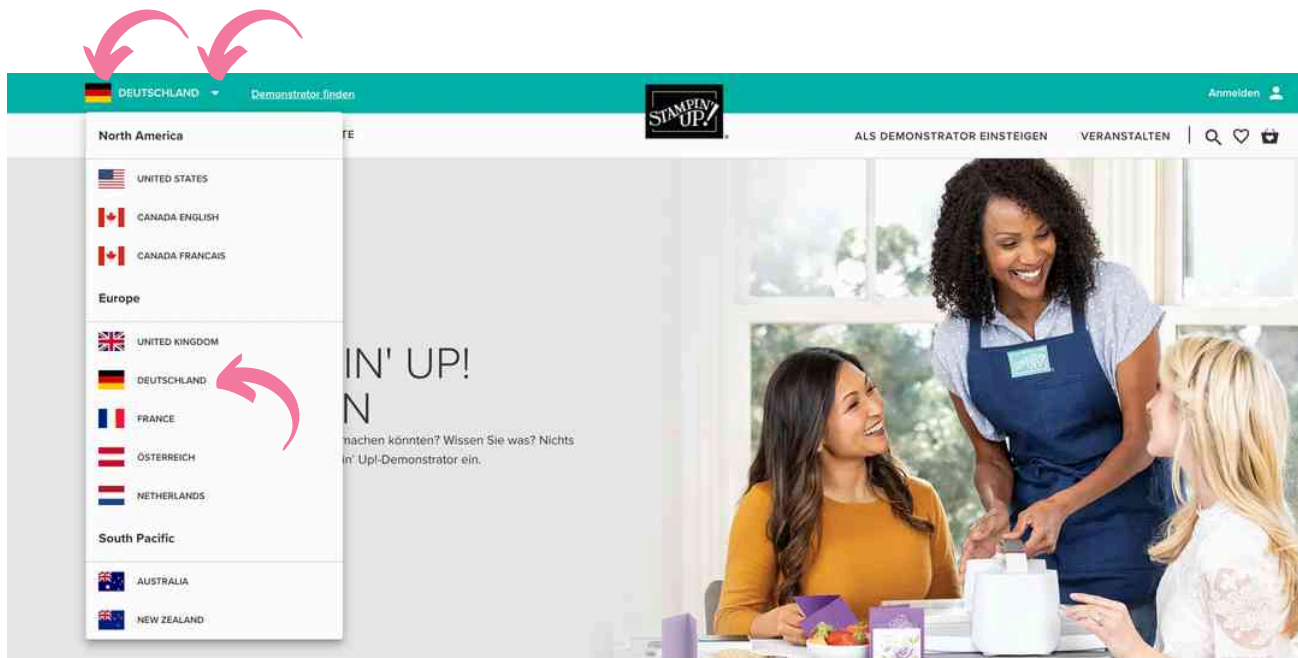 DEUTSCHLAND
Demonstrator finden
STAMPIN' UP!
Anmelden
North America
TE
ALS DEMONSTRATOR EINSTEIGEN
VERANSTALTEN
UNITED STATES
CANADA ENGLISH
CANADA FRANCAIS
Europe
UNITED KINGDOM
DEUTSCHLAND
FRANCE
ÖSTERREICH
NETHERLANDS
South Pacific
AUSTRALIA
NEW ZEALAND
IN' UP!
N
machen könnten? Wissen Sie was? Nichts
in' Up!-Demonstrator ein.